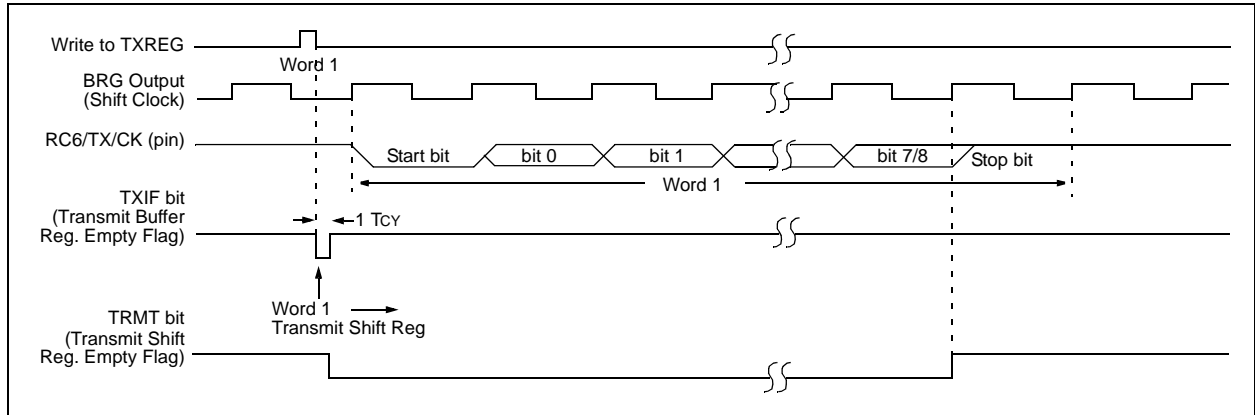 Write to TXREG
Word 1
BRG Output
(Shift Clock)
RC6/TX/CK (pin)
Start bit
bit 0
bit 1
bit 7/8
Stop bit
Word 1
TXIF bit
(Transmit Buffer
Reg. Empty Flag)
1 TCY
Word 1
Transmit Shift Reg
TRMT bit
(Transmit Shift
Reg. Empty Flag)